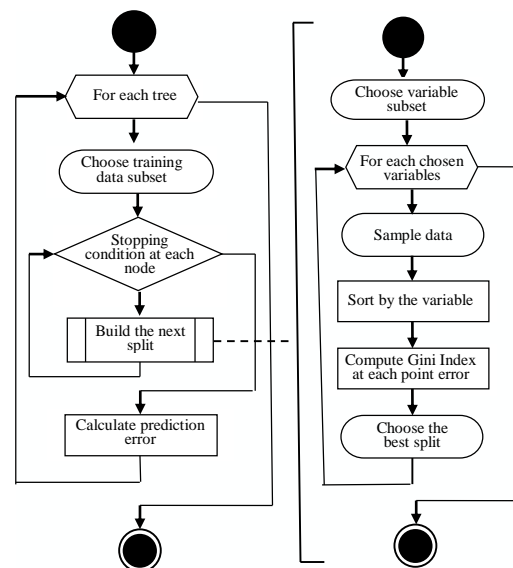 For each tree
Choose training
data subset
Stopping
condition at each
node
Build the next
split
Calculate prediction
error
Choose variable
subset
For each chosen
variables
Sample data
Sort by the variable
Compute Gini Index
at each point error
Choose the
best split